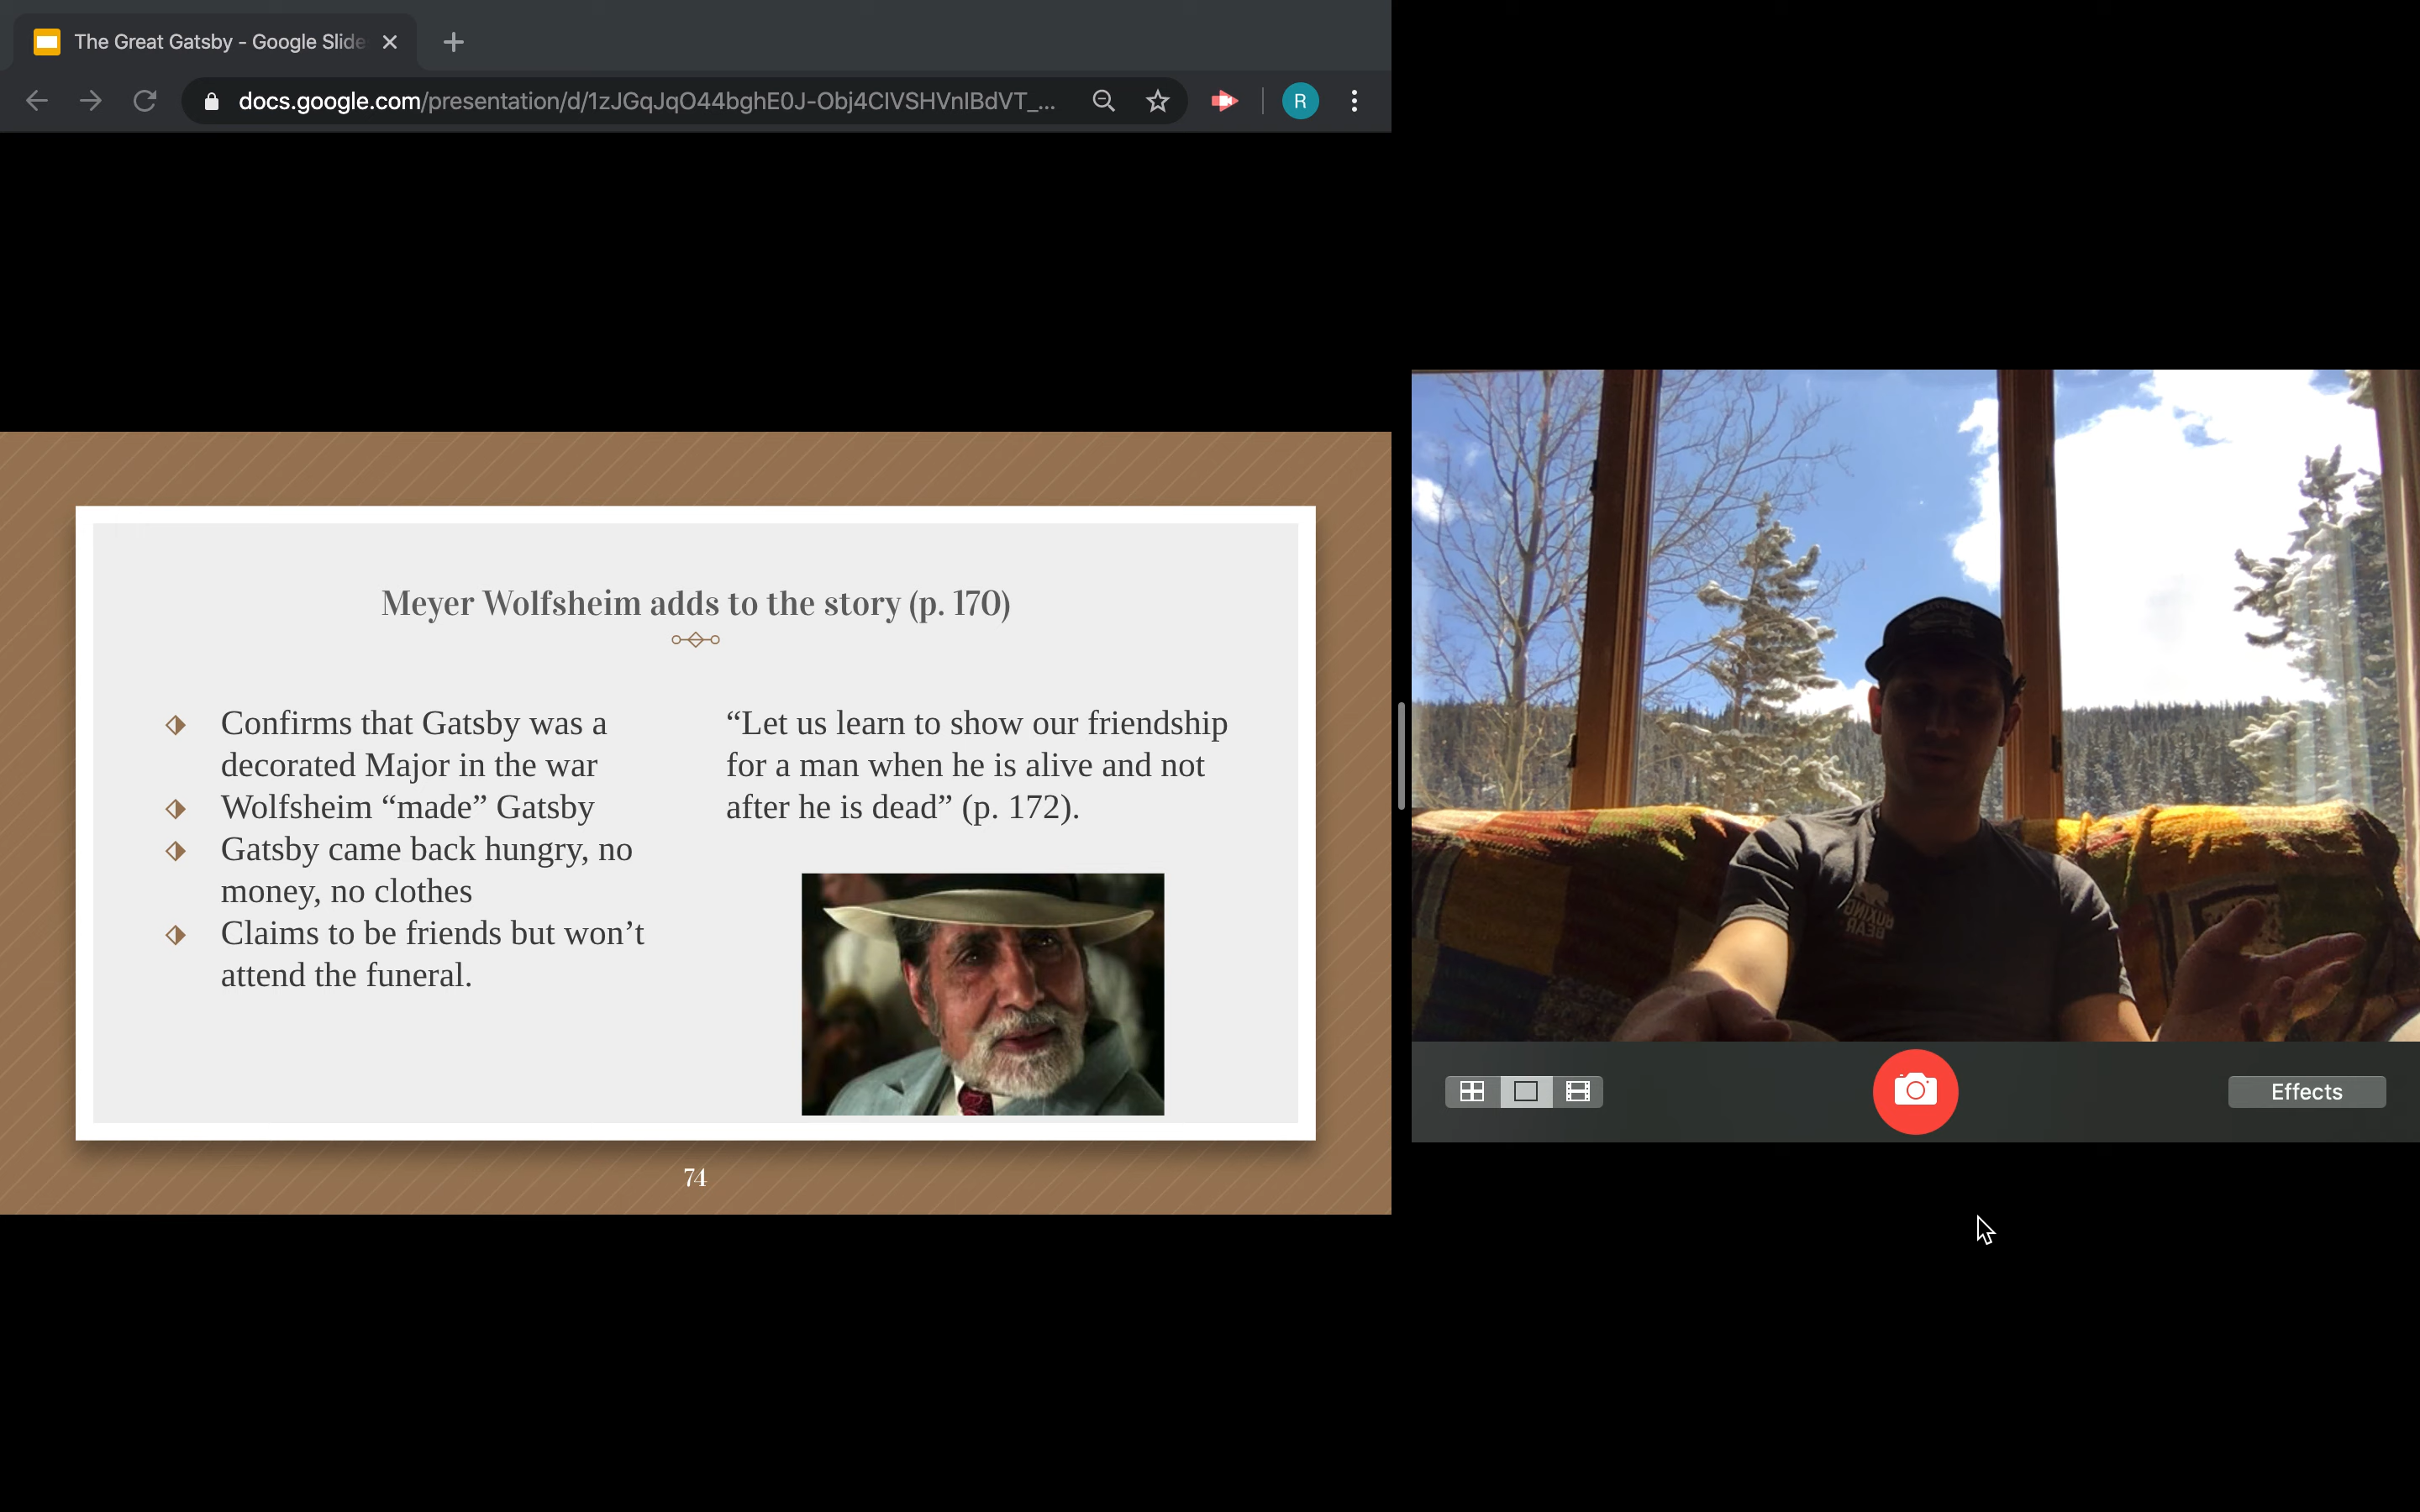 The Great Gatsby - Google Slide
docs.google.com/presentation/d/1zJGqJqO44bghE0J-Obj4ClVSHVnlBdVT_...
R
Meyer Wolfsheim adds to the story (p. 170)
Confirms that Gatsby was a
decorated Major in the war
Wolfsheim “made” Gatsby
Gatsby came back hungry, no
money, no clothes
Claims to be friends but won’t
attend the funeral.
“Let us learn to show our friendship
for a man when he is alive and not
after he is dead” (p. 172).
74
BEAR
Effects